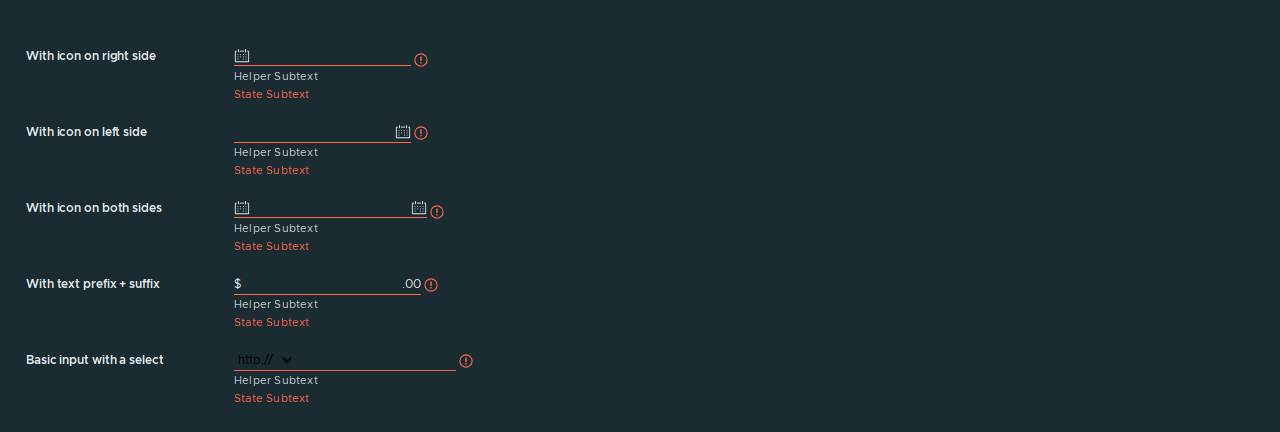 With icon on right side
Helper Subtext
State Subtext
With icon on left side
Helper Subtext
State Subtext
With icon on both sides
Helper Subtext
State Subtext
With text prefix + suffix $ .00
Helper Subtext
State Subtext
Basic input with a select http://
Helper Subtext
State Subtext